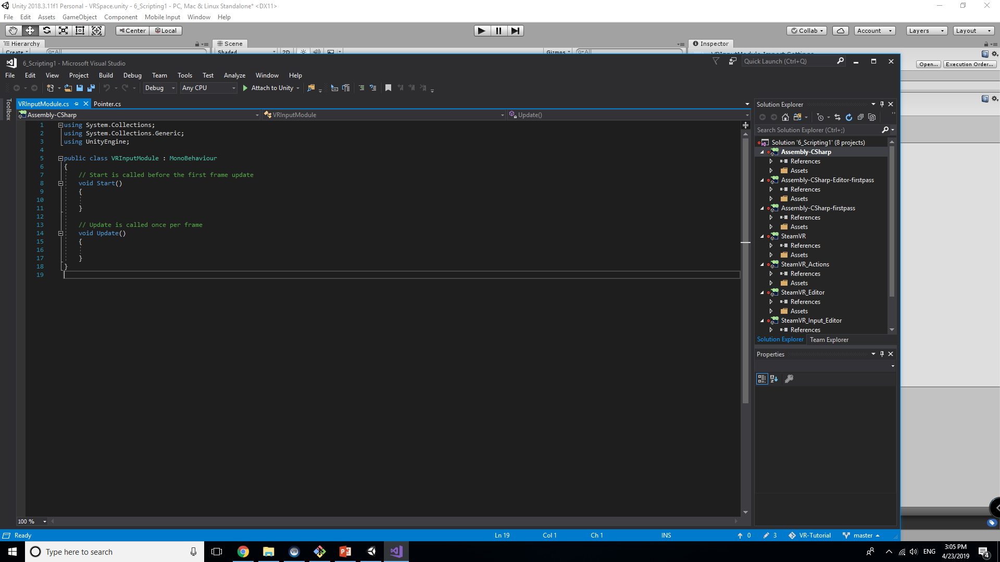 Unity 2018.3.11f1 Personal - VRSpace.unity - 6_Scripting1 - PC, Mac & Linux Standalone* <DX11>
File Edit Assets GameObject Component Mobile Input Window Help
Center Local Collab Account Layers Layout
Hierarchy Scene Inspector
Create All Shaded 2D Gizmos All VRInputModule Import Settings
Open... Execution Order...
6_Scripting1 - Microsoft Visual Studio Quick Launch (Ctrl+Q)
File Edit View Project Build Debug Team Tools Test Analyze Window Help
Debug Any CPU Attach to Unity
Toolbox
VRInputModule.cs Pointer.cs
Assembly-CSharp VRInputModule Update()
1 using System.Collections;
2 using System.Collections.Generic;
3 using UnityEngine;
4
5 public class VRInputModule : MonoBehaviour
6 {
7 // Start is called before the first frame update
8 void Start()
9 {
10
11 }
12
13 // Update is called once per frame
14 void Update()
15 {
16
17 }
18 }
19
100 %
Solution Explorer
Search Solution Explorer (Ctrl+;)
Solution '6_Scripting1' (8 projects)
Assembly-CSharp
References
Assets
Assembly-CSharp-Editor-firstpass
References
Assets
Assembly-CSharp-firstpass
References
Assets
SteamVR
References
Assets
SteamVR_Actions
References
Assets
SteamVR_Editor
References
Assets
SteamVR_Input_Editor
References
Solution Explorer Team Explorer
Properties
Ready Ln 19 Col 1 Ch 1 INS 0 3 VR-Tutorial master
Type here to search
ENG 3:05 PM
4/23/2019
4